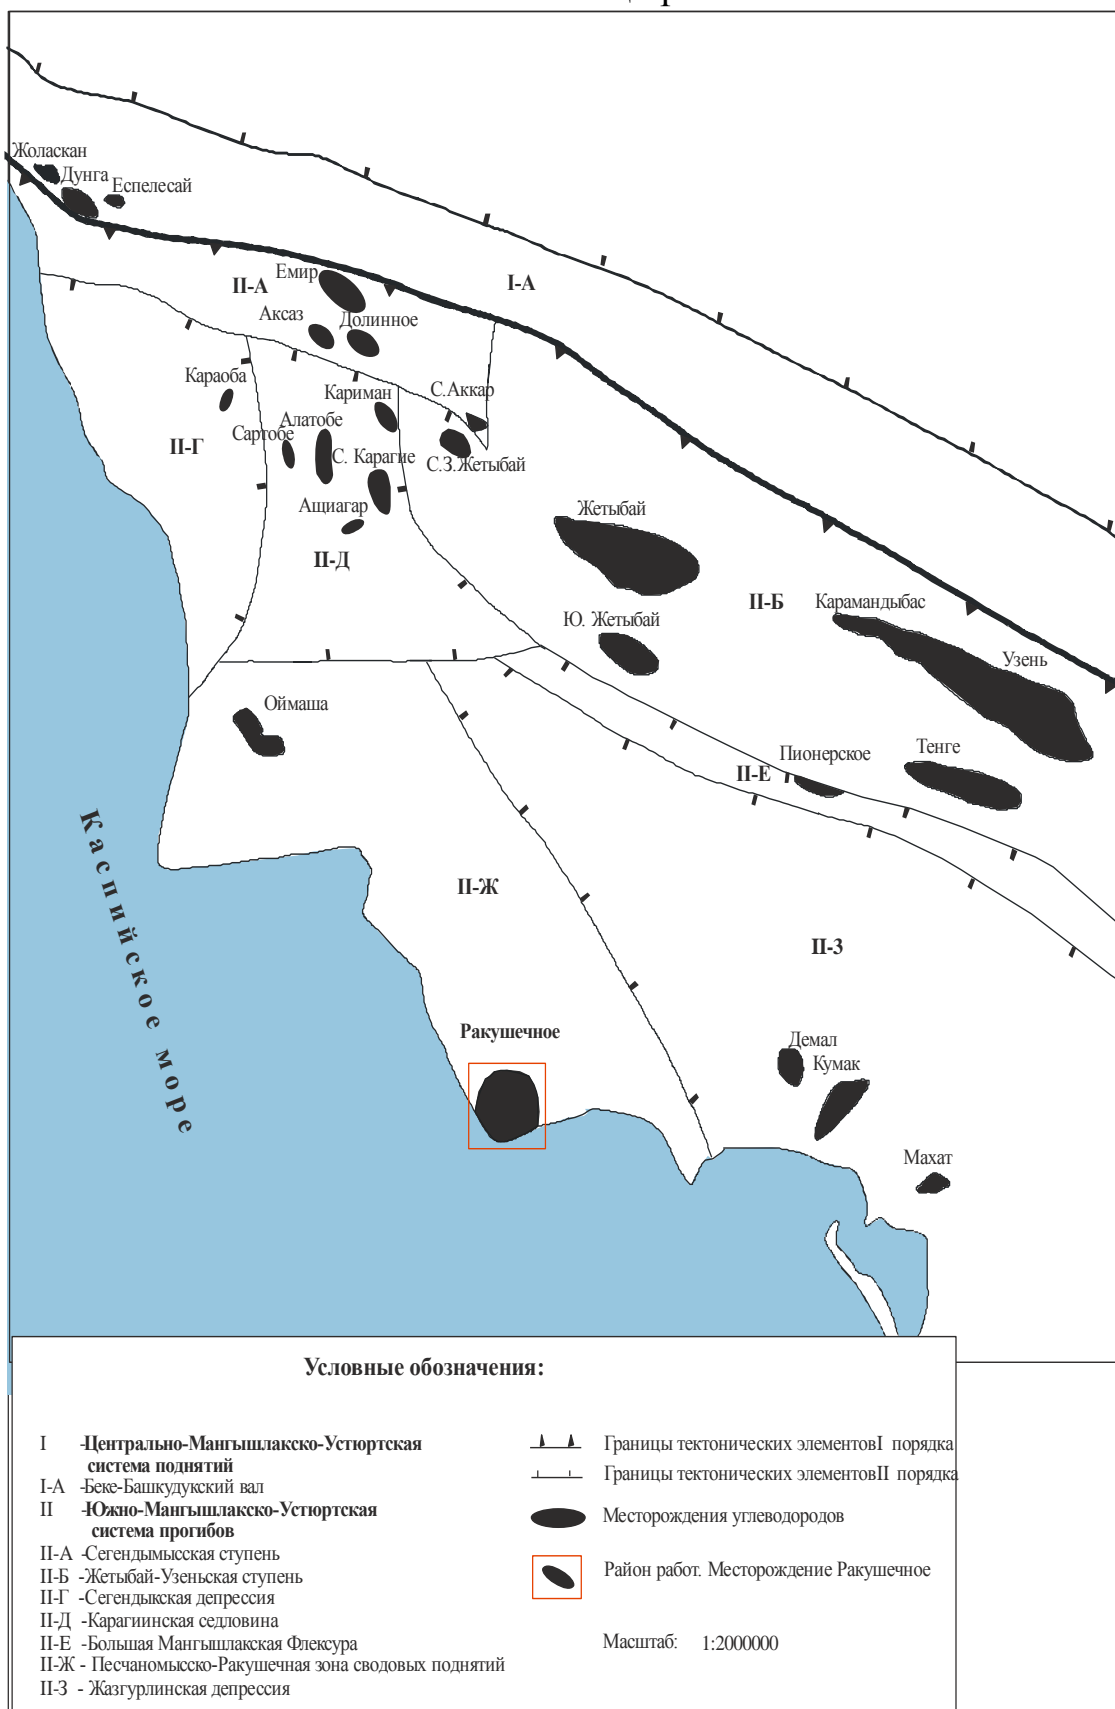 Жоласкан
Дунга
Еспелесай
Емир
II-А
I-А
Аксаз
Долинное
Караоба
Кариман
С.Аккар
Алатобе
Сартобе
II-Г
С. Карагие
С.З.Жетыбай
Ащиагар
Жетыбай
II-Д
II-Б
Карамандыбас
Ю. Жетыбай
Узень
Оймаша
Пионерское
Тенге
II-Е
Каспийское море
II-Ж
II-З
Ракушечное
Демал
Кумак
Махат
Условные обозначения:
I -Центрально-Мангышлакско-Устюртская
система поднятий
I-А -Беке-Башкудукский вал
II -Южно-Мангышлакско-Устюртская
система прогибов
II-А -Сегендымысская ступень
II-Б -Жетыбай-Узеньская ступень
II-Г -Сегендыкская депрессия
II-Д -Карагиинская седловина
II-Е -Большая Мангышлакская Флексура
II-Ж - Песчаномысско-Ракушечная зона сводовых поднятий
II-З - Жазгурлинская депрессия
Границы тектонических элементовI порядка
Границы тектонических элементовII порядка
Месторождения углеводородов
Район работ. Месторождение Ракушечное
Масштаб: 1:2000000